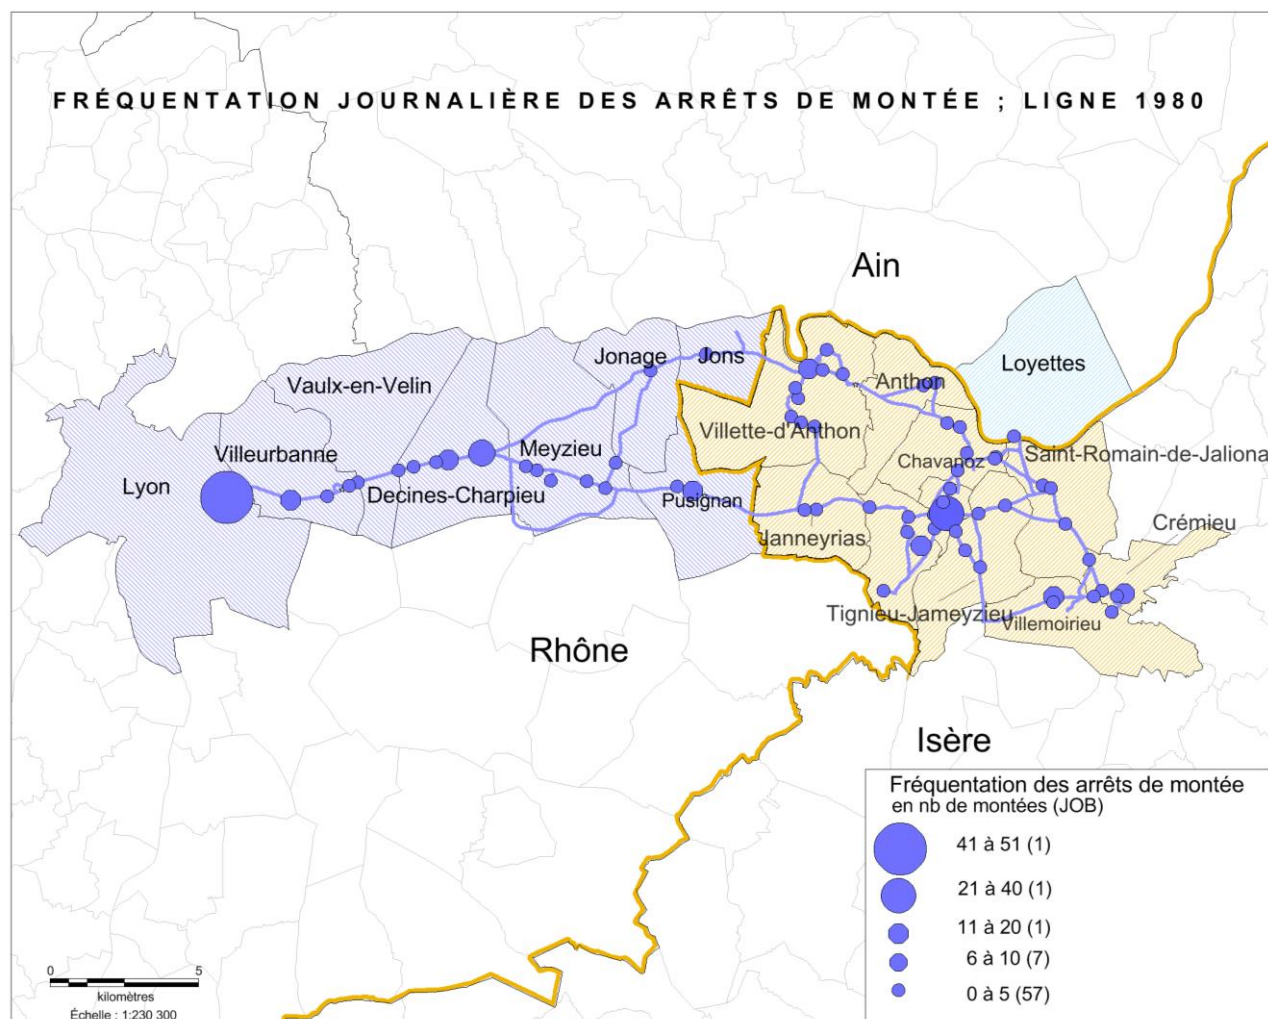 FRÉQUENTATION JOURNALIÈRE DES ARRÊTS DE MONTÉE ; LIGNE 1980
Ain
Loyettes
Jonage
Jons
Vaulx-en-Velin
Anthon
Villette-d'Anthon
Villeurbanne
Meyzieu
Chavanoz
Saint-Romain-de-Jaliona
Lyon
Decines-Charpieu
Pusignan
Crémieu
Janneyrias
Tignieu-Jameyzieu
Villemoirieu
Rhône
Isère
Fréquentation des arrêts de montée
en nb de montées (JOB)
41 à 51 (1)
21 à 40 (1)
11 à 20 (1)
6 à 10 (7)
0 à 5 (57)
0 5
kilomètres
Échelle : 1:230 300